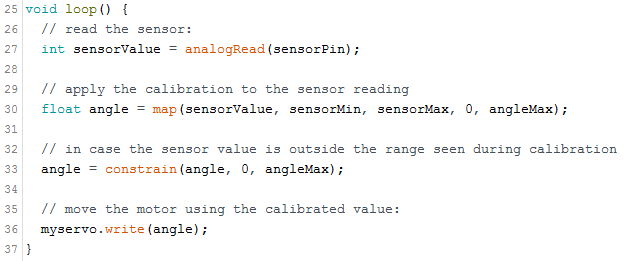 25 void loop() {
26   // read the sensor:
27   int sensorValue = analogRead(sensorPin);
28
29   // apply the calibration to the sensor reading
30   float angle = map(sensorValue, sensorMin, sensorMax, 0, angleMax);
31
32   // in case the sensor value is outside the range seen during calibration
33   angle = constrain(angle, 0, angleMax);
34
35   // move the motor using the calibrated value:
36   myservo.write(angle);
37 }